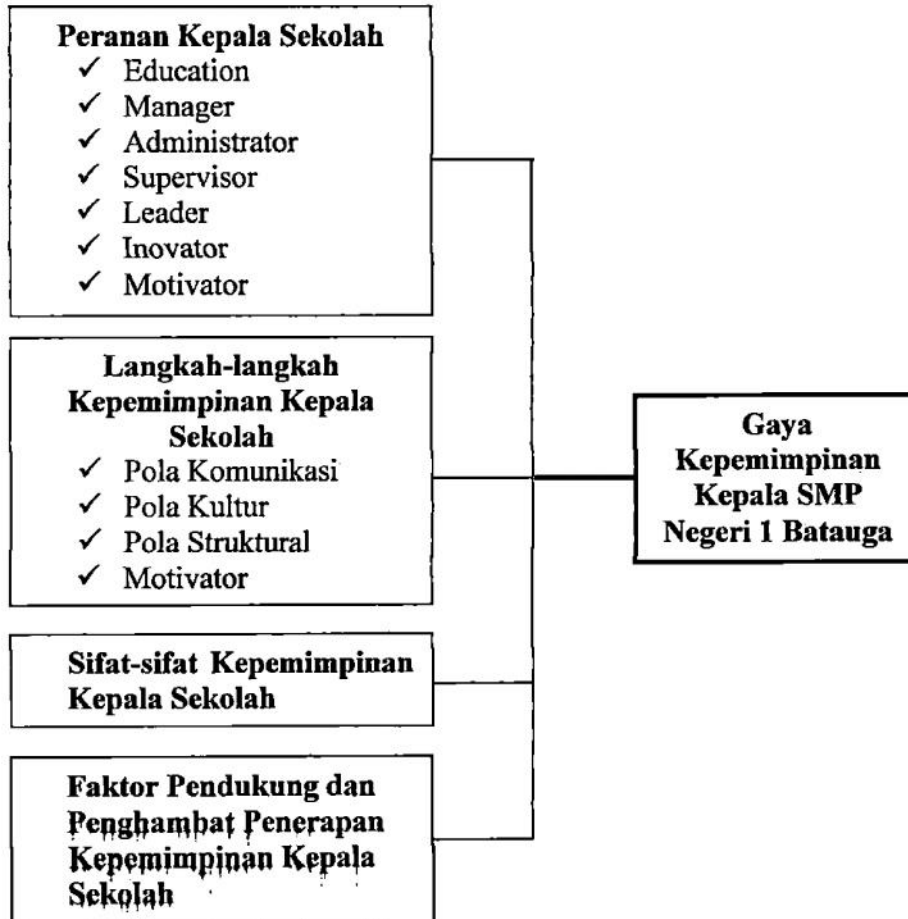 Peranan Kepala Sekolah
✓ Education
✓ Manager
✓ Administrator
✓ Supervisor
✓ Leader
✓ Inovator
✓ Motivator
Langkah-langkah
Kepemimpinan Kepala
Sekolah
✓ Pola Komunikasi
✓ Pola Kultur
✓ Pola Struktural
✓ Motivator
Sifat-sifat Kepemimpinan
Kepala Sekolah
Faktor Pendukung dan
Penghambat Penerapan
Kepemimpinan Kepala
Sekolah
Gaya
Kepemimpinan
Kepala SMP
Negeri 1 Batauga